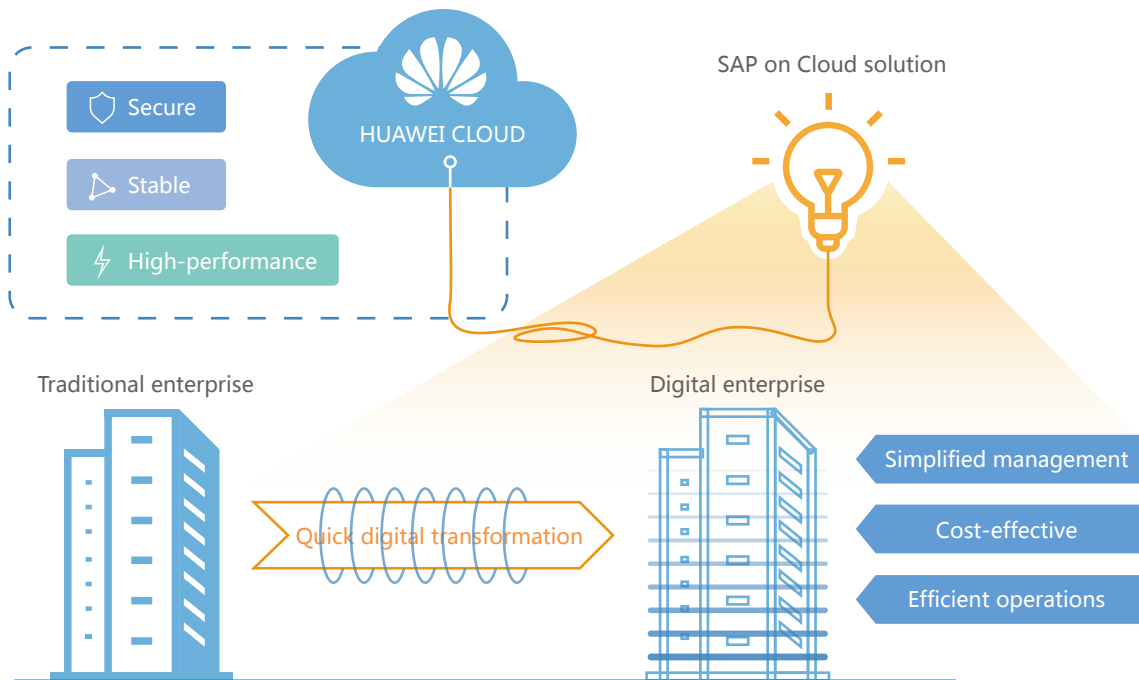 HUAWEI CLOUD
SAP on Cloud solution
Secure
Stable
High-performance
Traditional enterprise
Digital enterprise
Simplified management
Quick digital transformation
Cost-effective
Efficient operations